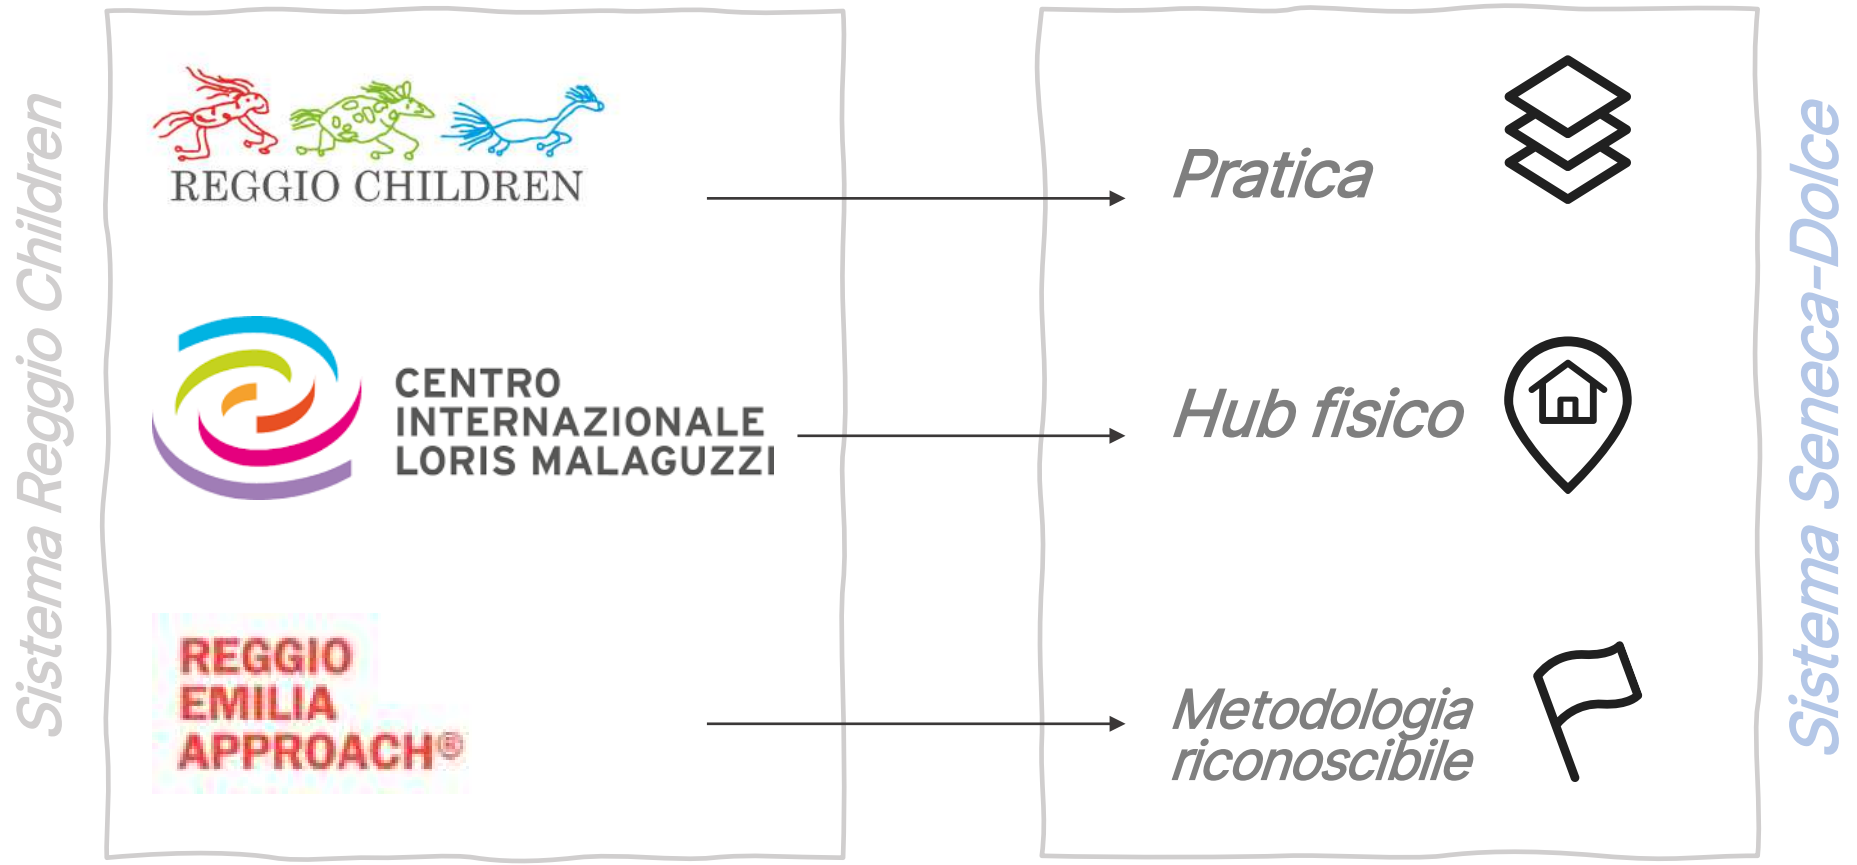 Sistema Reggio Children
REGGIO CHILDREN
CENTRO
INTERNAZIONALE
LORIS MALAGUZZI
REGGIO
EMILIA
APPROACH®
Pratica
Hub fisico
Metodologia
riconoscibile
Sistema Seneca-Dolce